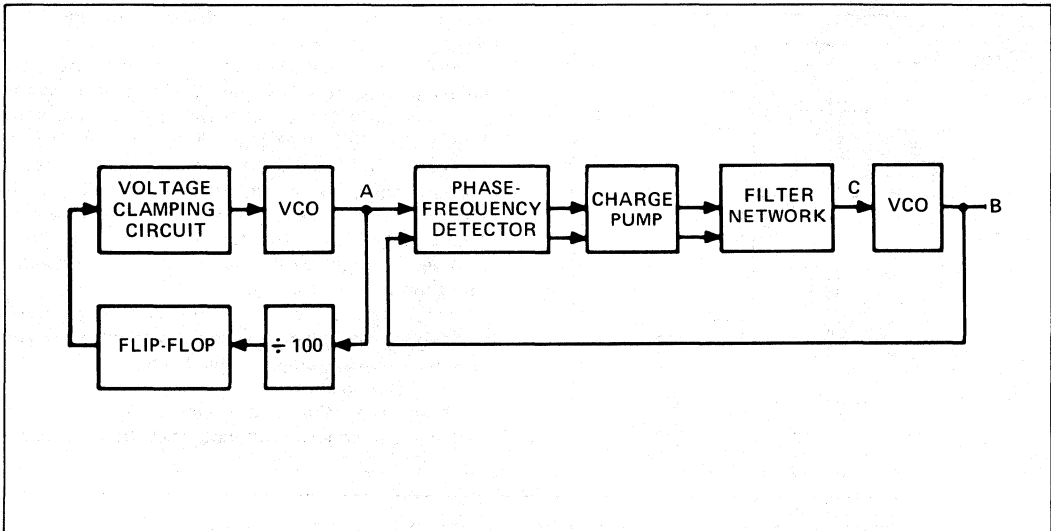 VOLTAGE
CLAMPING
CIRCUIT
VCO
A
PHASE-
FREQUENCY
DETECTOR
CHARGE
PUMP
FILTER
NETWORK
C
VCO
B
FLIP-FLOP
÷ 100